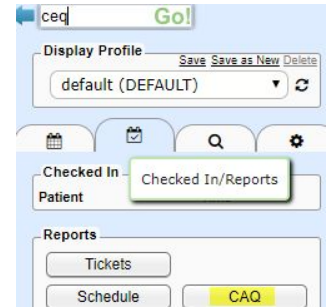 ceq Go!
Display Profile
Save Save as New Delete
default (DEFAULT)
Checked In
Checked In/Reports
Patient
Reports
Tickets
Schedule CAQ